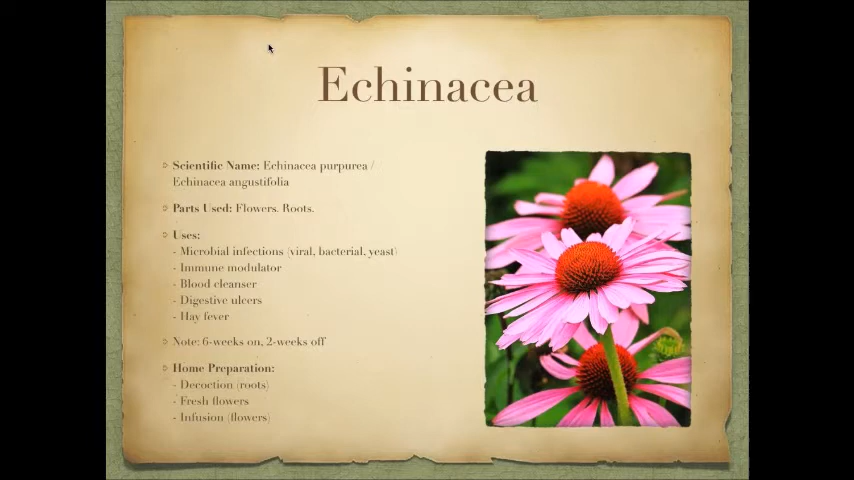 Echinacea
Scientific Name: Echinacea purpurea /
Echinacea angustifolia
Parts Used: Flowers. Roots.
Uses:
- Microbial infections (viral, bacterial, yeast)
- Immune modulator
- Blood cleanser
- Digestive ulcers
- Hay fever
Note: 6-weeks on, 2-weeks off
Home Preparation:
- Decoction (roots)
- Fresh flowers
- Infusion (flowers)